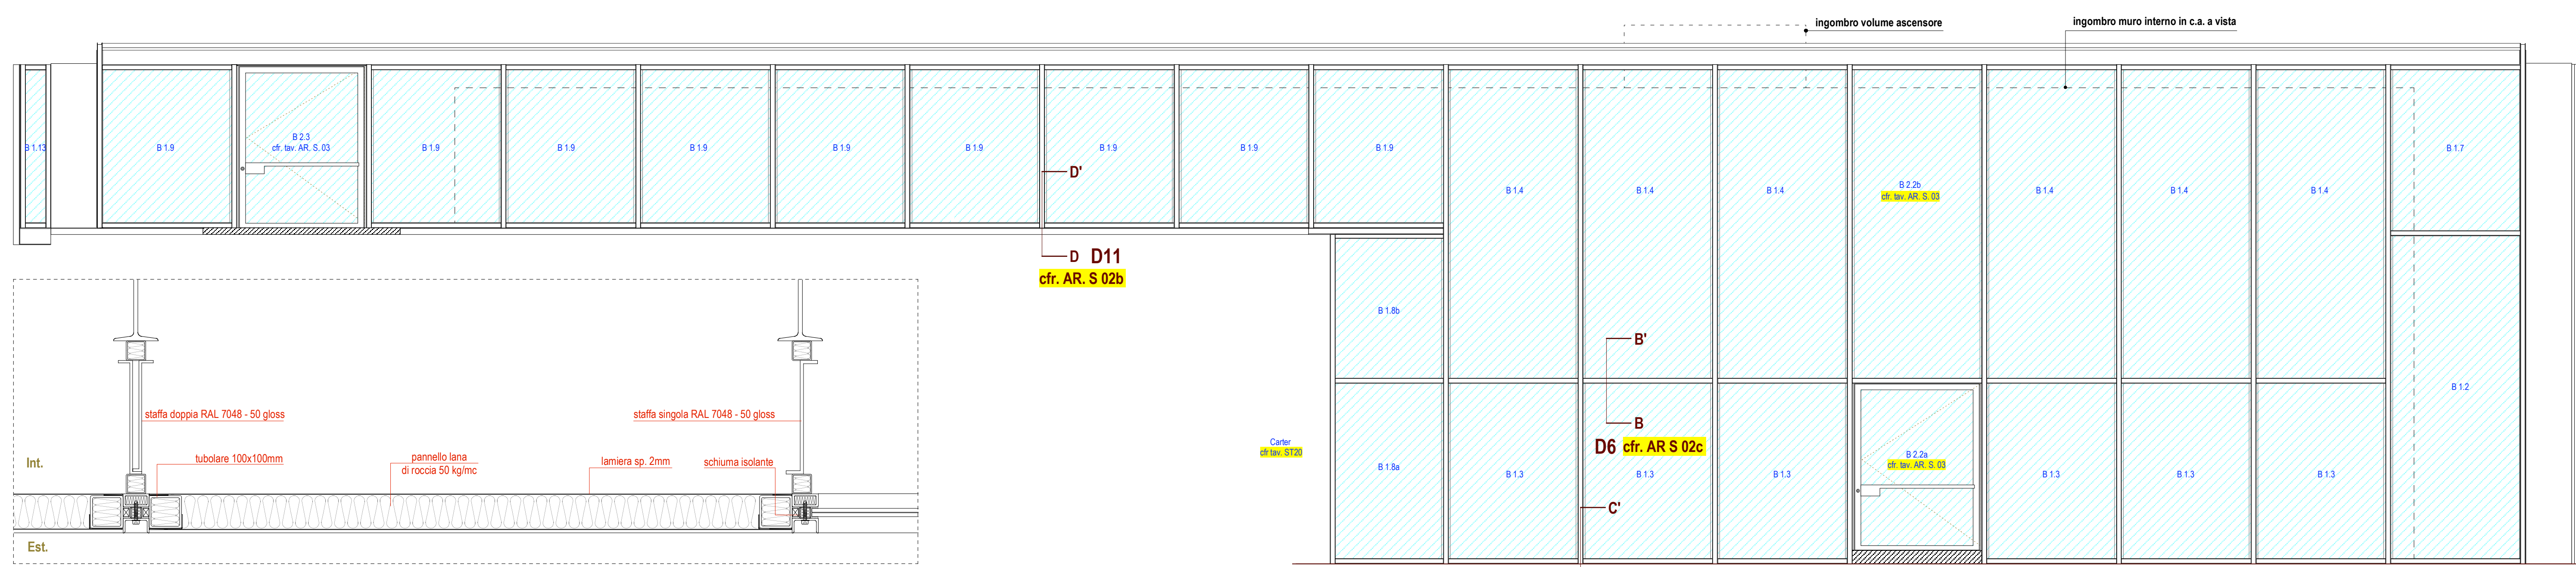 ingombro volume ascensore
ingombro muro interno in c.a. a vista
B 1.13
B 1.9
B 2.3
cfr. tav. AR. S. 03
B 1.9
B 1.9
B 1.9
B 1.9
B 1.9
B 1.9
B 1.9
B 1.9
B 1.7
D'
B 1.4
B 1.4
B 1.4
B 2.2b
cfr. tav. AR. S. 03
B 1.4
B 1.4
B 1.4
D D11
cfr. AR. S 02b
B 1.8b
B'
B 1.2
staffa doppia RAL 7048 - 50 gloss
staffa singola RAL 7048 - 50 gloss
B
D6 cfr. AR S 02c
Carter
cfr tav. ST20
Int.
tubolare 100x100mm
pannello lana
di roccia 50 kg/mc
lamiera sp. 2mm
schiuma isolante
B 1.8a
B 1.3
B 1.3
B 1.3
B 2.2a
cfr. tav. AR. S. 03
B 1.3
B 1.3
B 1.3
C'
Est.